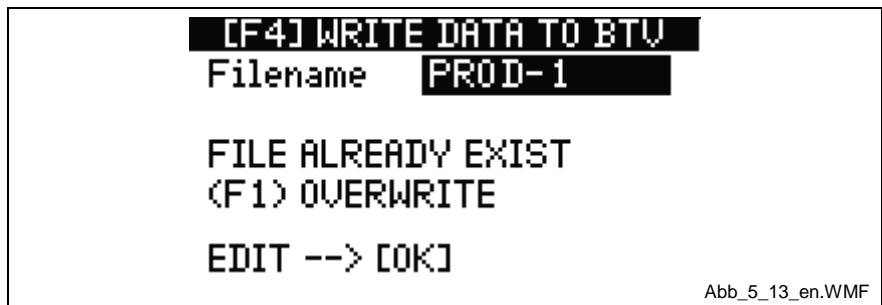 [F4] WRITE DATA TO BTV
Filename PROD-1
FILE ALREADY EXIST
(F1) OVERWRITE
EDIT --> [OK]
Abb_5_13_en.WMF